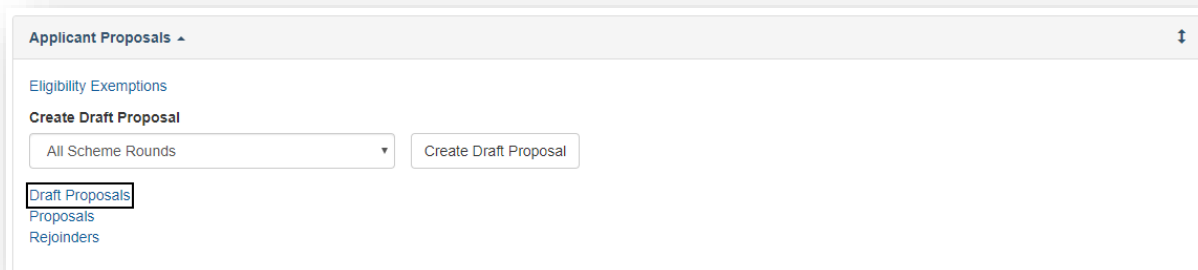 Applicant Proposals
Eligibility Exemptions
Create Draft Proposal
All Scheme Rounds Create Draft Proposal
Draft Proposals
Proposals
Rejoinders